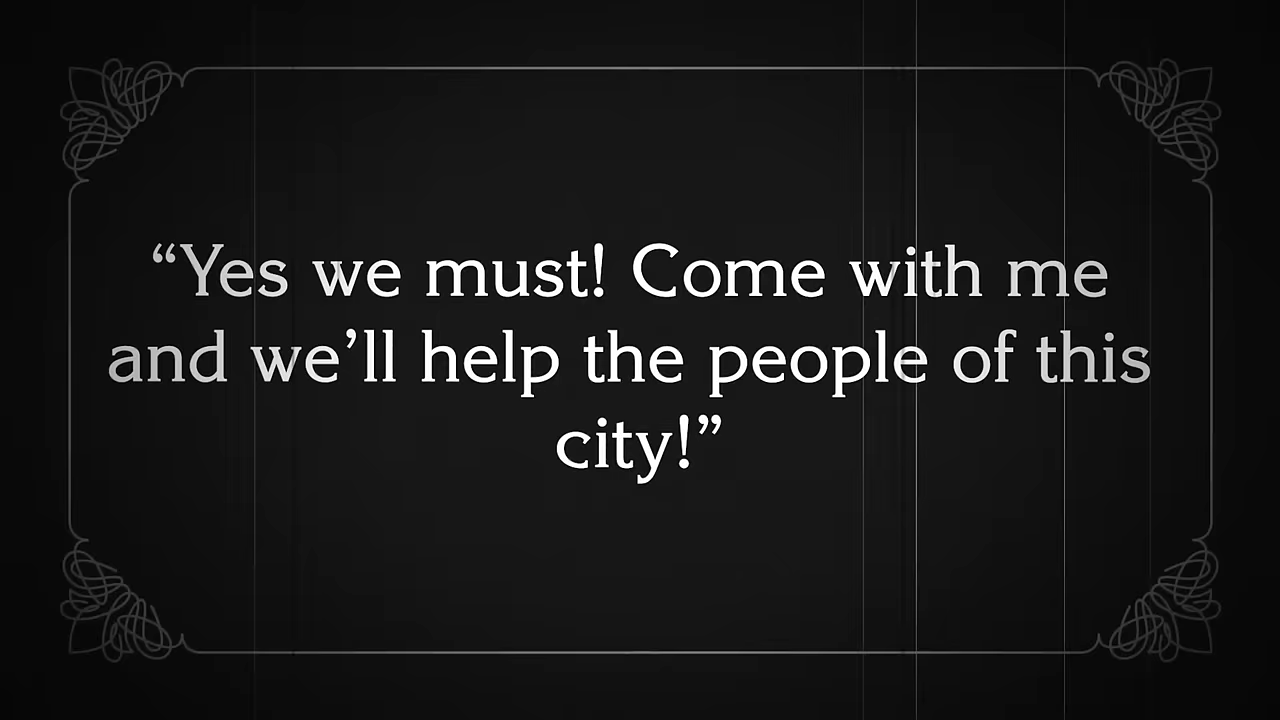 “Yes we must! Come with me
and we’ll help the people of this
city!”